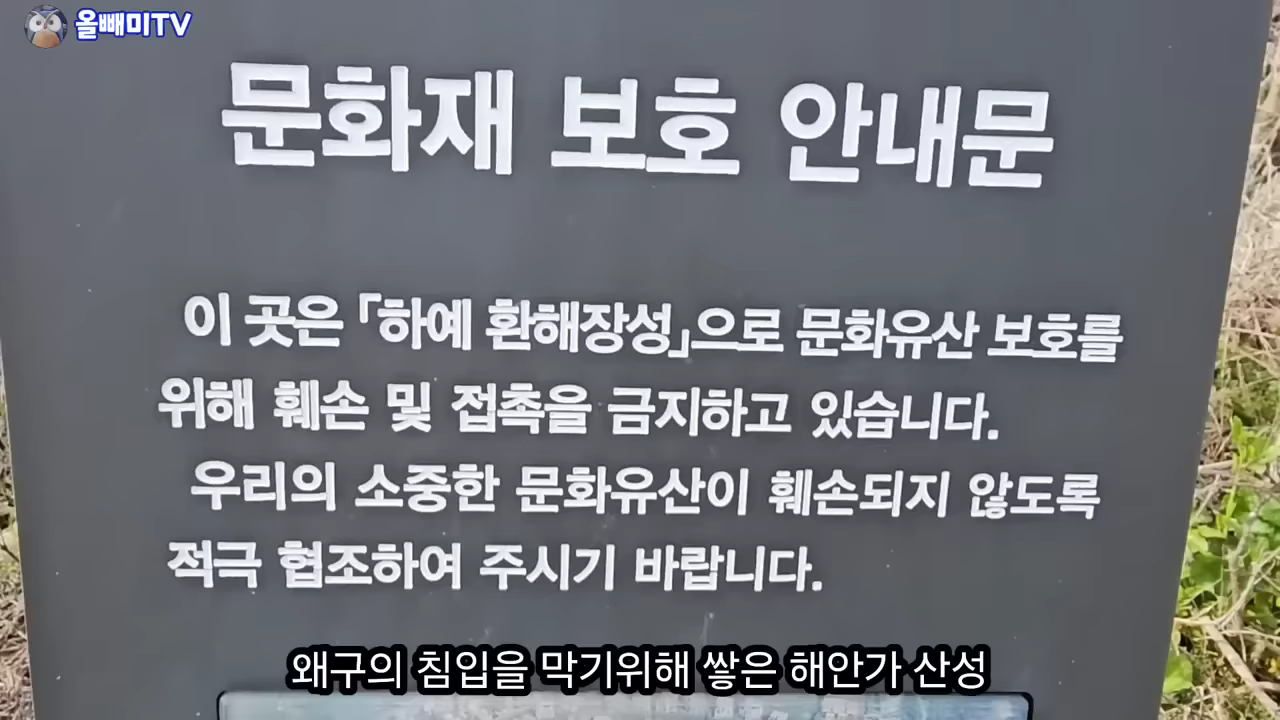 올빼미TV
문화재 보호 안내문
이 곳은 「하예 환해장성」으로 문화유산 보호를
위해 훼손 및 접촉을 금지하고 있습니다.
우리의 소중한 문화유산이 훼손되지 않도록
적극 협조하여 주시기 바랍니다.
왜구의 침입을 막기위해 쌓은 해안가 산성